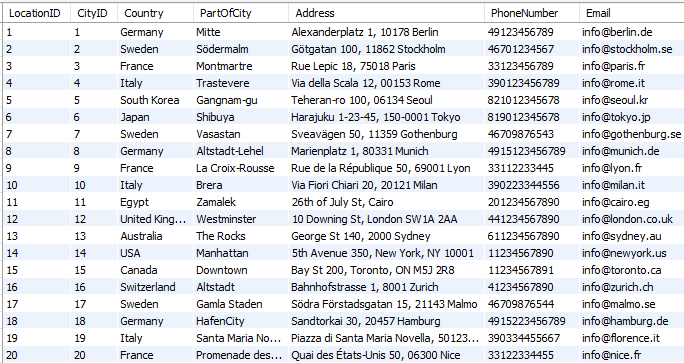 LocationID CityID Country PartOfCity Address PhoneNumber Email
1 1 Germany Mitte Alexanderplatz 1, 10178 Berlin 49123456789 info@berlin.de
2 2 Sweden Södermalm Götgatan 100, 11862 Stockholm 46701234567 info@stockholm.se
3 3 France Montmartre Rue Lepic 18, 75018 Paris 33123456789 info@paris.fr
4 4 Italy Trastevere Via della Scala 12, 00153 Rome 390123456789 info@rome.it
5 5 South Korea Gangnam-gu Teheran-ro 100, 06134 Seoul 821012345678 info@seoul.kr
6 6 Japan Shibuya Harajuku 1-23-45, 150-0001 Tokyo 819012345678 info@tokyo.jp
7 7 Sweden Vasastan Sveavägen 50, 11359 Gothenburg 46709876543 info@gothenburg.se
8 8 Germany Altstadt-Lehel Marienplatz 1, 80331 Munich 4915123456789 info@munich.de
9 9 France La Croix-Rousse Rue de la République 50, 69001 Lyon 33112233445 info@lyon.fr
10 10 Italy Brera Via Fiori Chiari 20, 20121 Milan 390223344556 info@milan.it
11 11 Egypt Zamalek 26th of July St, Cairo 201234567890 info@cairo.eg
12 12 United King... Westminster 10 Downing St, London SW1A 2AA 441234567890 info@london.co.uk
13 13 Australia The Rocks George St 140, 2000 Sydney 611234567890 info@sydney.au
14 14 USA Manhattan 5th Avenue 350, New York, NY 10001 11234567890 info@newyork.us
15 15 Canada Downtown Bay St 200, Toronto, ON M5J 2R8 11234567891 info@toronto.ca
16 16 Switzerland Altstadt Bahnhofstrasse 1, 8001 Zurich 41234567890 info@zurich.ch
17 17 Sweden Gamla Staden Södra Förstadsgatan 15, 21143 Malmo 46709876544 info@malmo.se
18 18 Germany HafenCity Sandtorkai 30, 20457 Hamburg 4915223456789 info@hamburg.de
19 19 Italy Santa Maria No... Piazza di Santa Maria Novella, 50123... 390334455667 info@florence.it
20 20 France Promenade des... Quai des États-Unis 50, 06300 Nice 33122334455 info@nice.fr